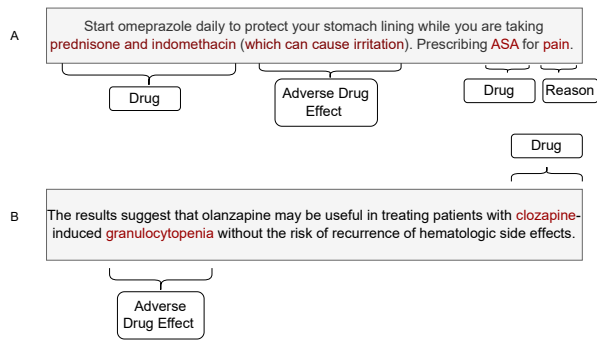 A
Start omeprazole daily to protect your stomach lining while you are taking
prednisone and indomethacin (which can cause irritation). Prescribing ASA for pain.
Drug
Adverse Drug
Effect
Drug
Reason
Drug
B
The results suggest that olanzapine may be useful in treating patients with clozapine-
induced granulocytopenia without the risk of recurrence of hematologic side effects.
Adverse
Drug Effect